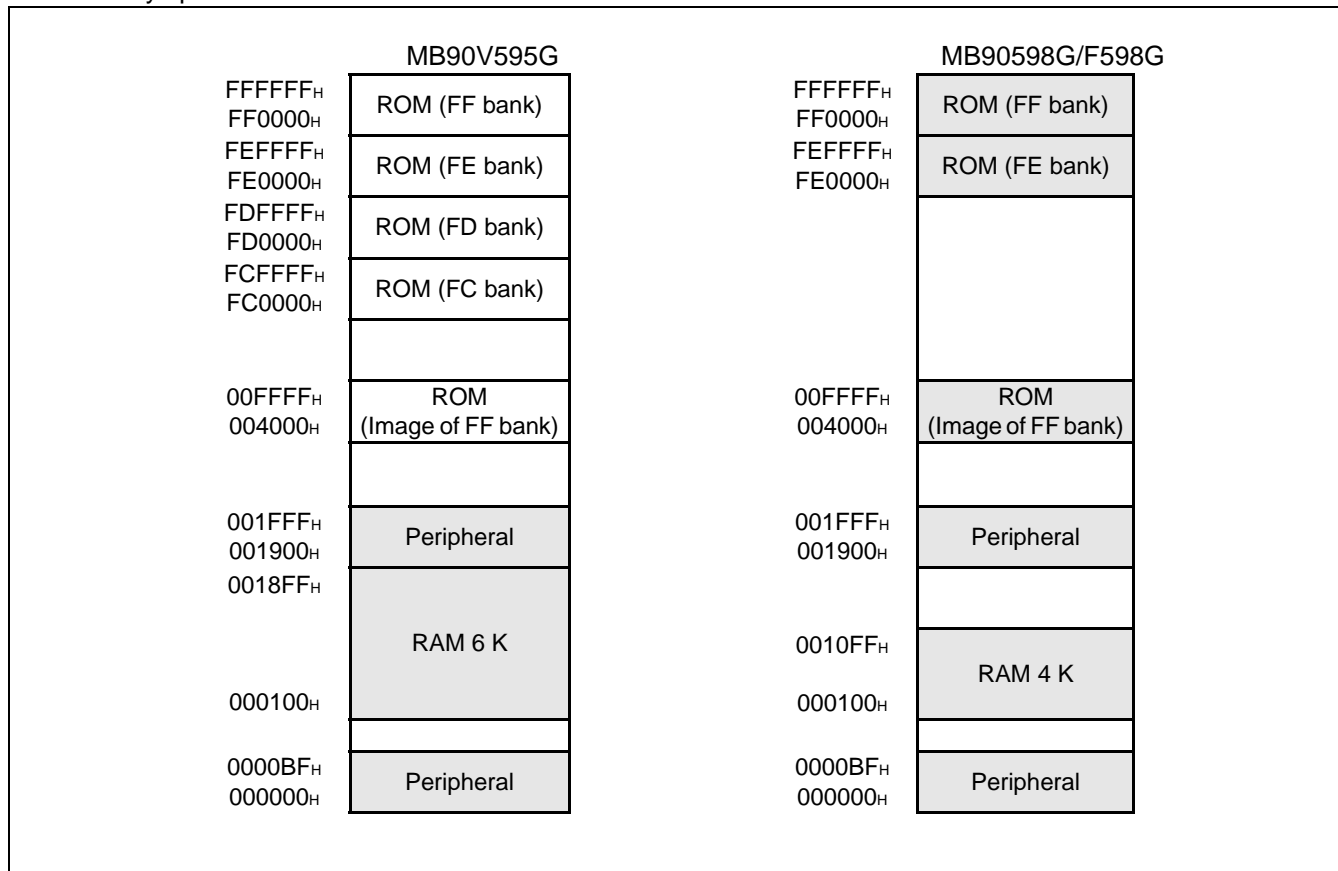 MB90V595G
FFFFFFH
FF0000H
ROM (FF bank)
FEFFFFH
FE0000H
ROM (FE bank)
FDFFFFH
FD0000H
ROM (FD bank)
FCFFFFH
FC0000H
ROM (FC bank)
00FFFFH
004000H
ROM
(Image of FF bank)
001FFFH
001900H
Peripheral
0018FFH
RAM 6 K
000100H
0000BFH
000000H
Peripheral
MB90598G/F598G
FFFFFFH
FF0000H
ROM (FF bank)
FEFFFFH
FE0000H
ROM (FE bank)
00FFFFH
004000H
ROM
(Image of FF bank)
001FFFH
001900H
Peripheral
0010FFH
RAM 4 K
000100H
0000BFH
000000H
Peripheral